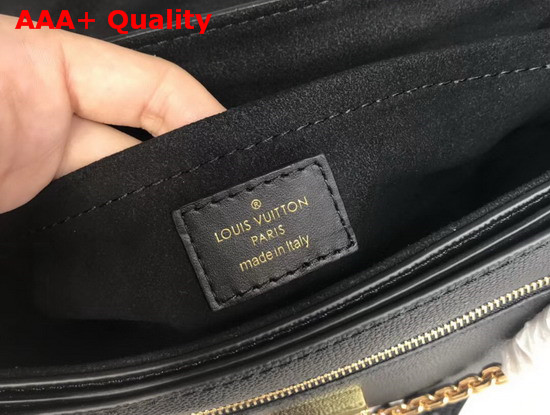 AAA+ Quality
®
LOUIS VUITTON
PARIS
made in Italy